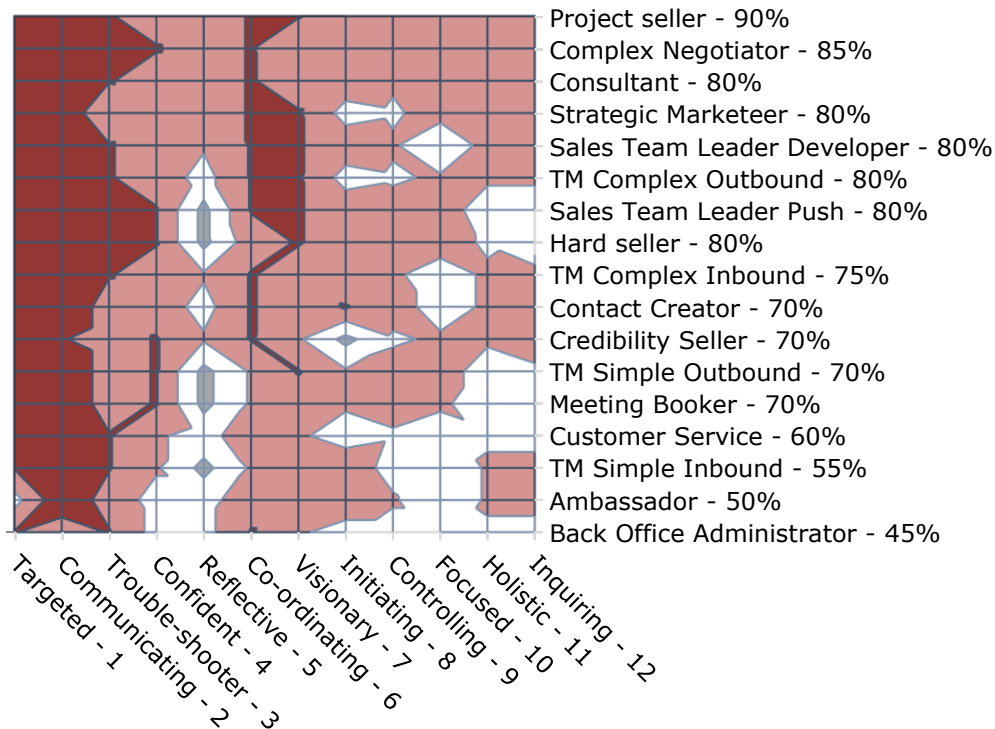 Project seller - 90%
Complex Negotiator - 85%
Consultant - 80%
Strategic Marketeer - 80%
Sales Team Leader Developer - 80%
TM Complex Outbound - 80%
Sales Team Leader Push - 80%
Hard seller - 80%
TM Complex Inbound - 75%
Contact Creator - 70%
Credibility Seller - 70%
TM Simple Outbound - 70%
Meeting Booker - 70%
Customer Service - 60%
TM Simple Inbound - 55%
Ambassador - 50%
Back Office Administrator - 45%
Targeted - 1
Communicating - 2
Trouble-shooter - 3
Confident - 4
Reflective - 5
Co-ordinating - 6
Visionary - 7
Initiating - 8
Controlling - 9
Focused - 10
Holistic - 11
Inquiring - 12